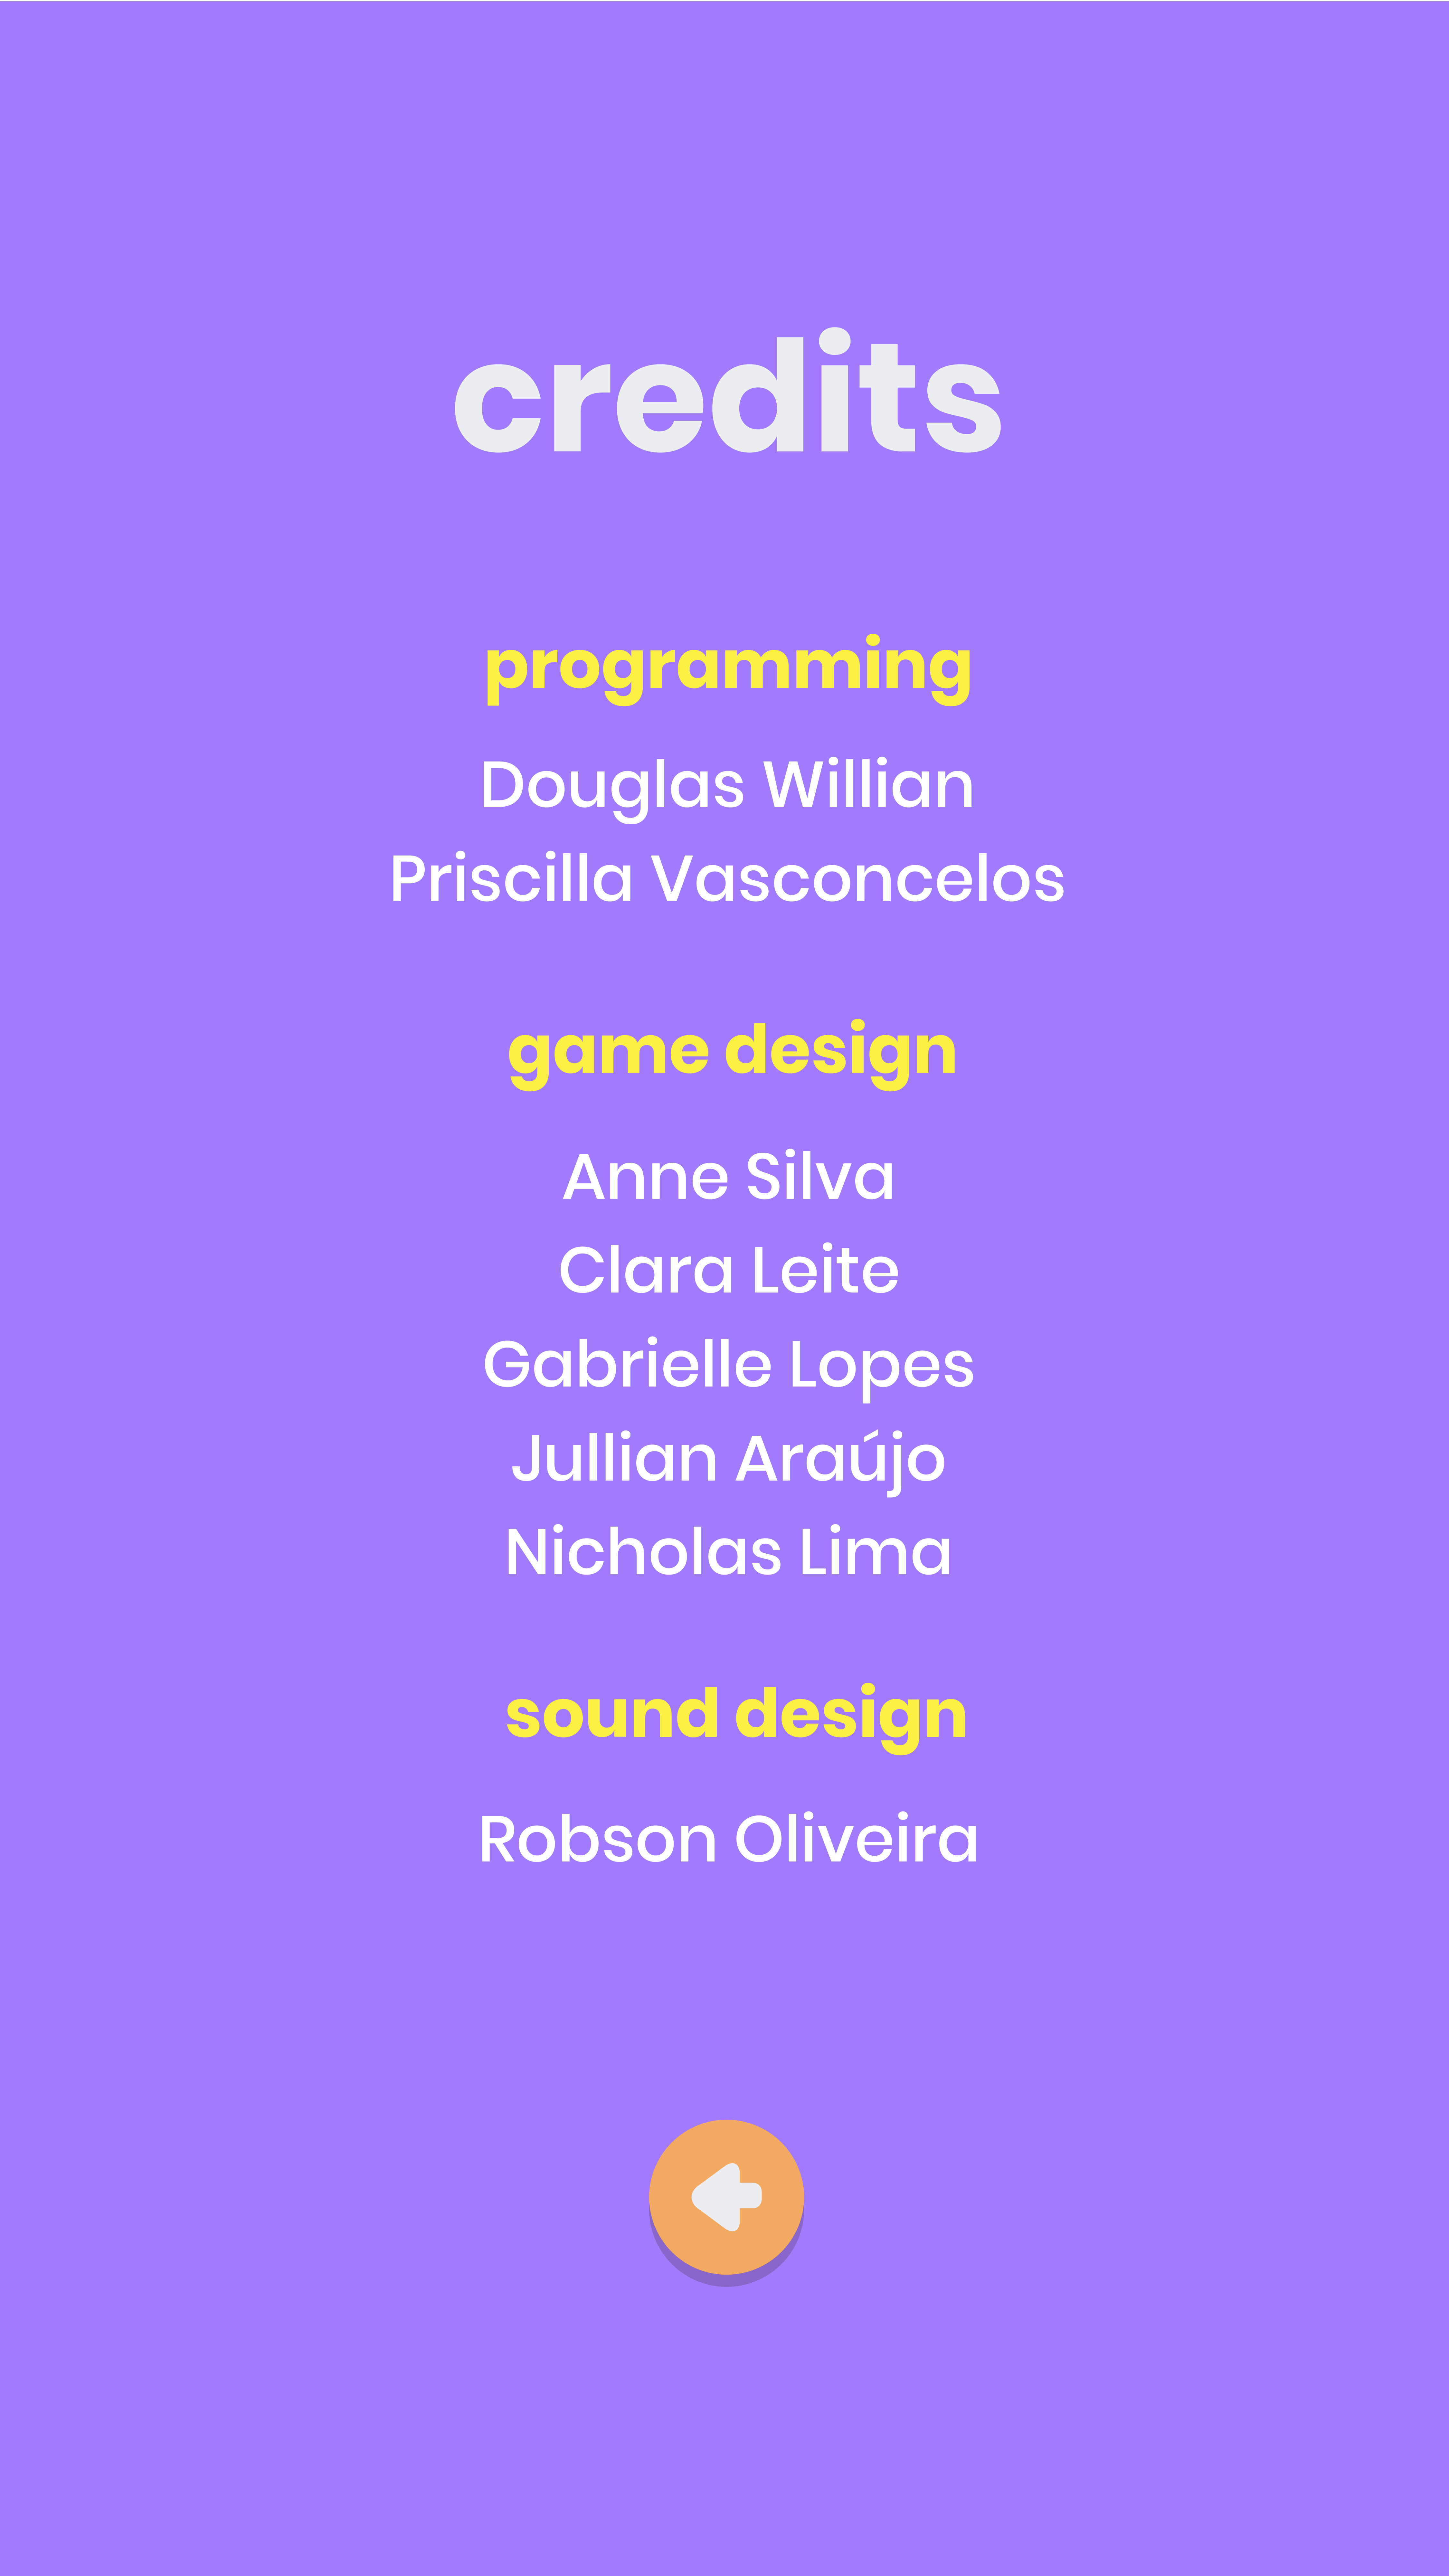 credits
programming
Douglas Willian
Priscilla Vasconcelos
game design
Anne Silva
Clara Leite
Gabrielle Lopes
Jullian Araújo
Nicholas Lima
sound design
Robson Oliveira